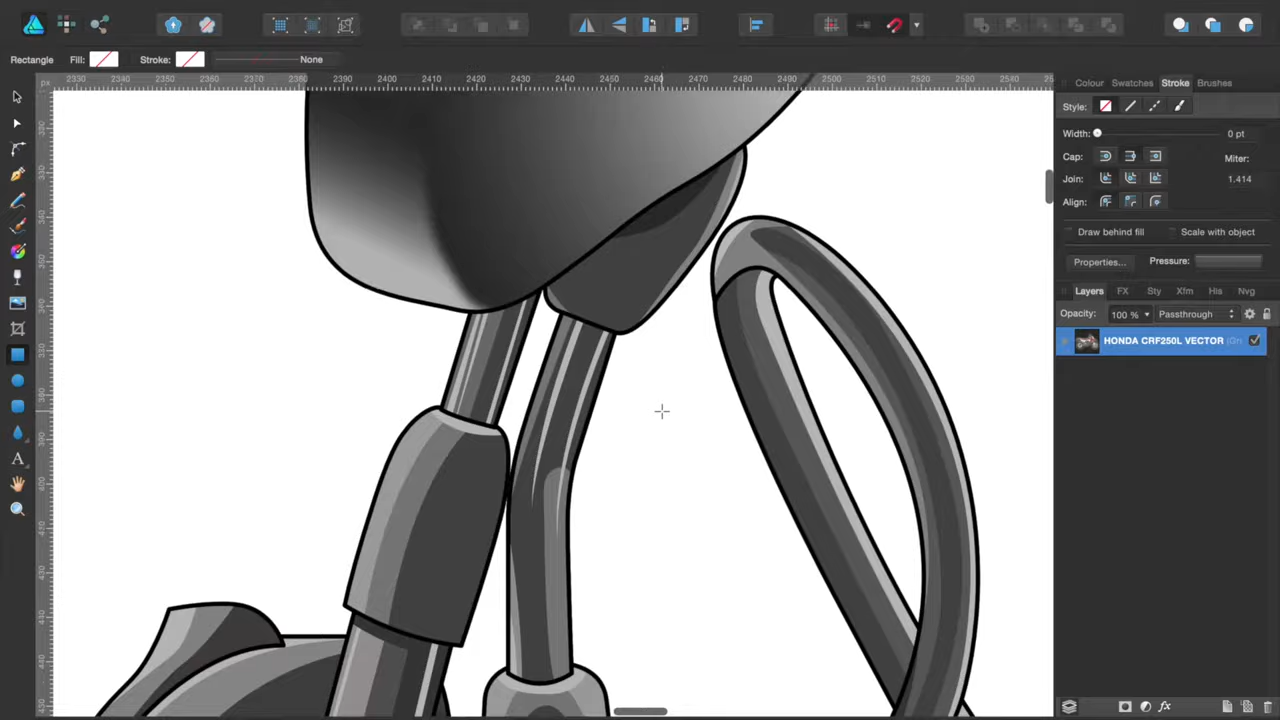 Rectangle Fill: Stroke: None
px 2330 2340 2350 2360 2370 2380 2390 2400 2410 2420 2430 2440 2450 2460 2470 2480 2490 2500 2510 2520 2530 2540
Colour Swatches Stroke Brushes
Style:
Width: 0 pt
Cap: Miter:
Join: 1.414
Align:
Draw behind fill Scale with object
Properties... Pressure:
Layers FX Sty Xfm His Nvg
Opacity: 100 % Passthrough
HONDA CRF250L VECTOR
A